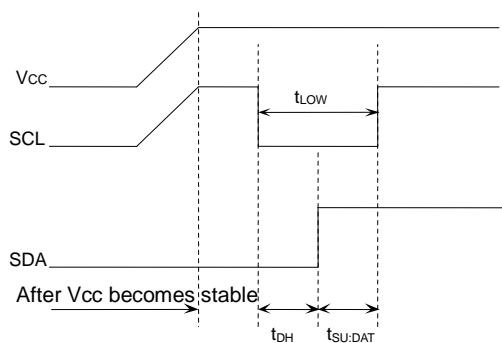 VCC
tLOW
SCL
SDA
After Vcc becomes stable
tDH tSU:DAT